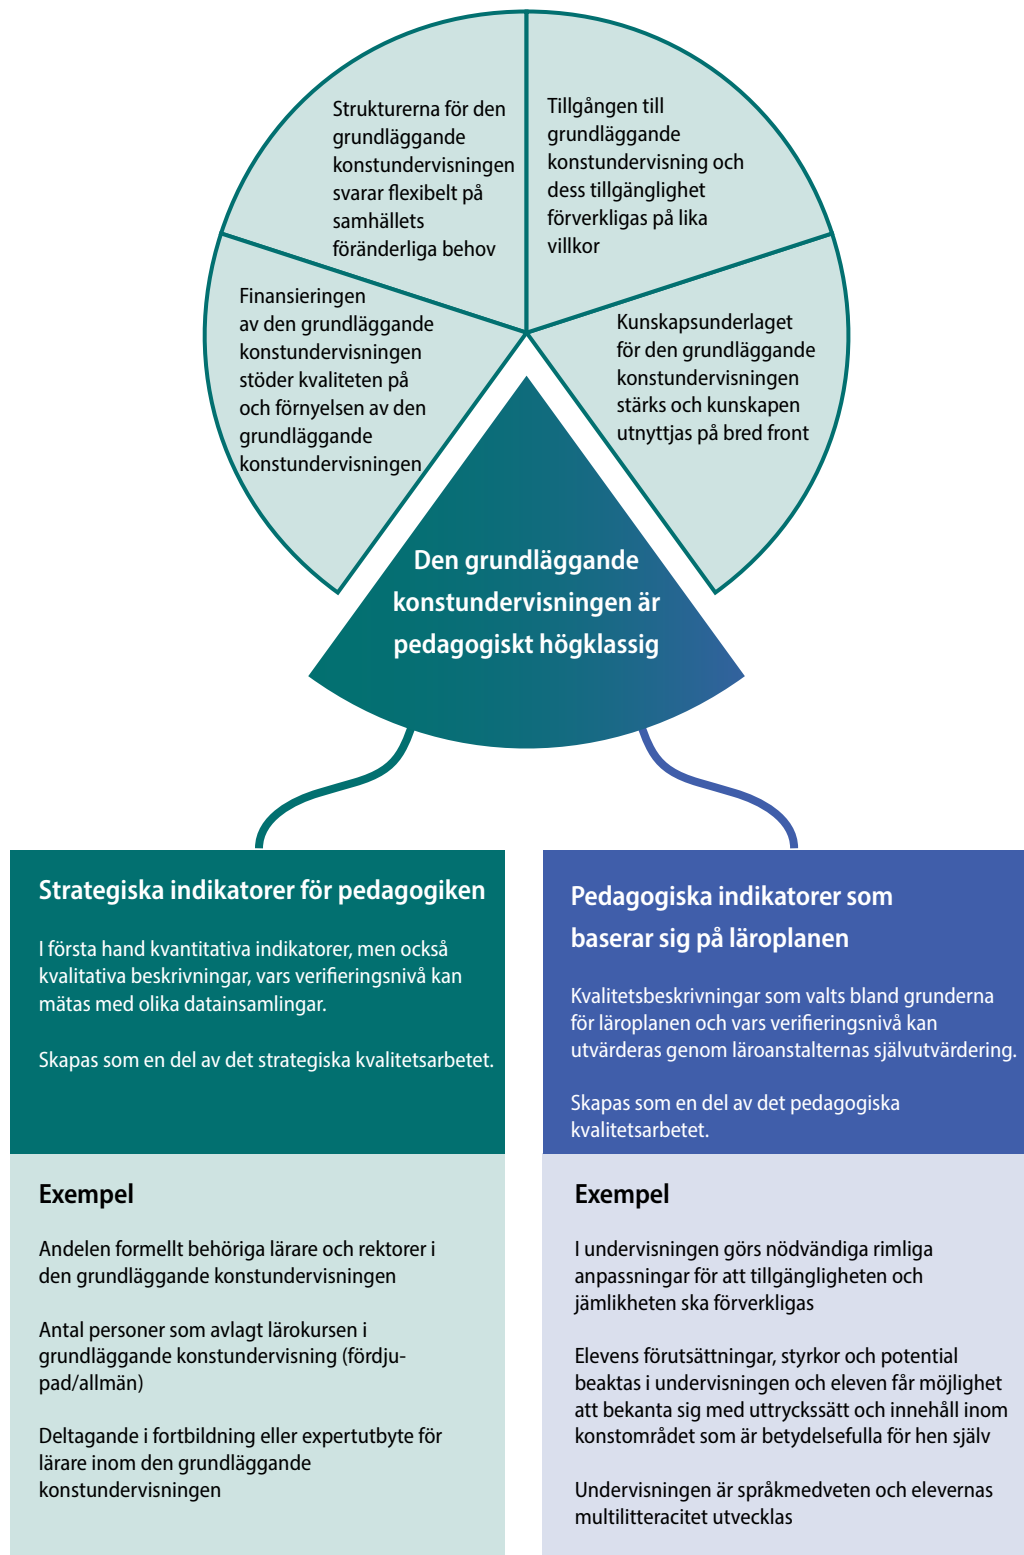 Strukturerna för den
grundläggande
konstundervisningen
svarar flexibelt på
samhällets
föränderliga behov
Tillgången till
grundläggande
konstundervisning och
dess tillgänglighet
förverkligas på lika
villkor
Finansieringen
av den grundläggande
konstundervisningen
stöder kvaliteten på
och förnyelsen av den
grundläggande
konstundervisningen
Kunskapsunderlaget
för den grundläggande
konstundervisningen
stärks och kunskapen
utnyttjas på bred front
Den grundläggande
konstundervisningen är
pedagogiskt högklassig
Strategiska indikatorer för pedagogiken
I första hand kvantitativa indikatorer, men också
kvalitativa beskrivningar, vars verifieringsnivå kan
mätas med olika datainsamlingar.
Skapas som en del av det strategiska kvalitetsarbetet.
Exempel
Andelen formellt behöriga lärare och rektorer i
den grundläggande konstundervisningen
Antal personer som avlagt lärokursen i
grundläggande konstundervisning (fördju-
pad/allmän)
Deltagande i fortbildning eller expertutbyte för
lärare inom den grundläggande
konstundervisningen
Pedagogiska indikatorer som
baserar sig på läroplanen
Kvalitetsbeskrivningar som valts bland grunderna
för läroplanen och vars verifieringsnivå kan
utvärderas genom läroanstalternas självutvärdering.
Skapas som en del av det pedagogiska
kvalitetsarbetet.
Exempel
I undervisningen görs nödvändiga rimliga
anpassningar för att tillgängligheten och
jämlikheten ska förverkligas
Elevens förutsättningar, styrkor och potential
beaktas i undervisningen och eleven får möjlighet
att bekanta sig med uttryckssätt och innehåll inom
konstområdet som är betydelsefulla för hen själv
Undervisningen är språkmedveten och elevernas
multilitteracitet utvecklas